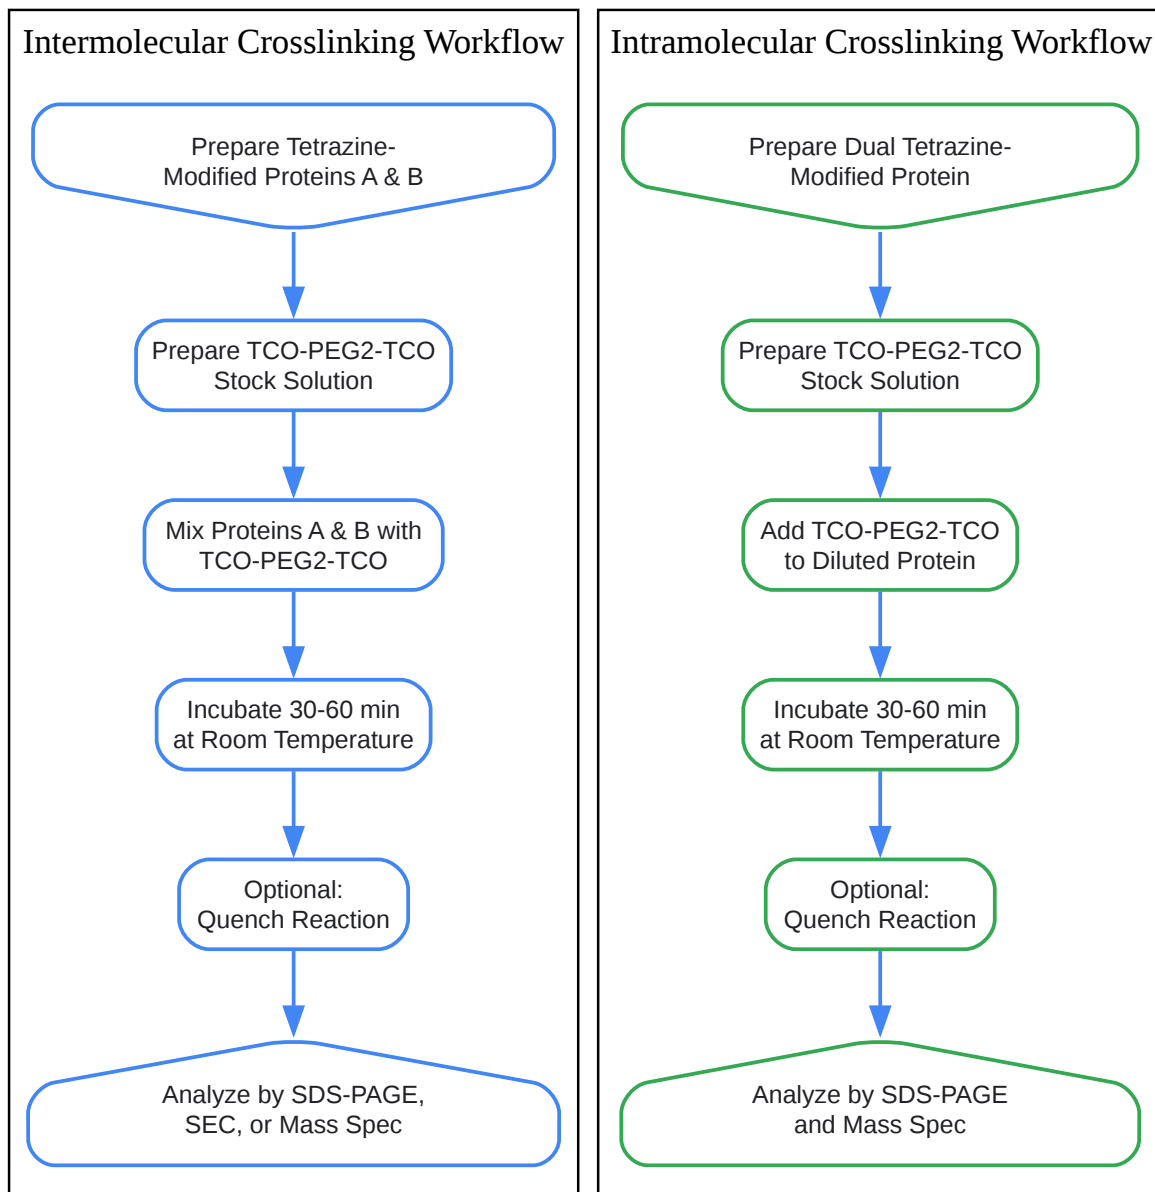 Intermolecular Crosslinking Workflow
Prepare Tetrazine-
Modified Proteins A & B
Prepare TCO-PEG2-TCO
Stock Solution
Mix Proteins A & B with
TCO-PEG2-TCO
Incubate 30-60 min
at Room Temperature
Optional:
Quench Reaction
Analyze by SDS-PAGE,
SEC, or Mass Spec
Intramolecular Crosslinking Workflow
Prepare Dual Tetrazine-
Modified Protein
Prepare TCO-PEG2-TCO
Stock Solution
Add TCO-PEG2-TCO
to Diluted Protein
Incubate 30-60 min
at Room Temperature
Optional:
Quench Reaction
Analyze by SDS-PAGE
and Mass Spec